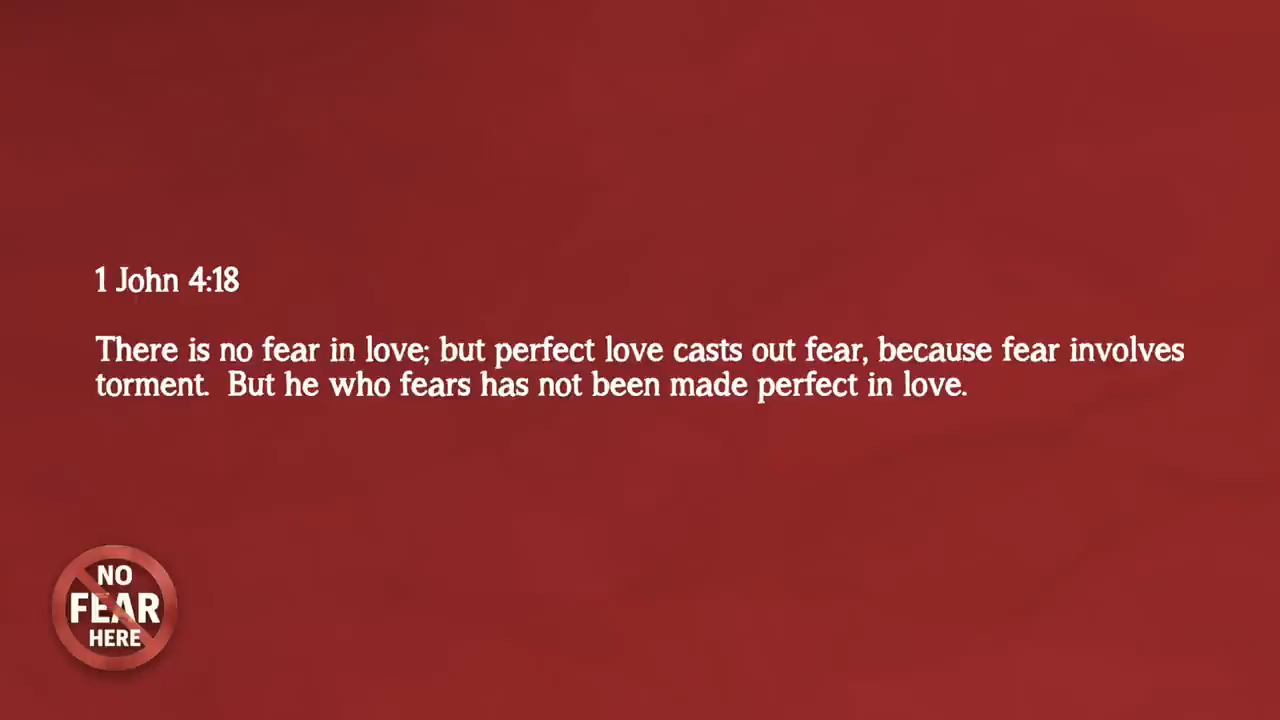 1 John 4:18
There is no fear in love; but perfect love casts out fear, because fear involves
torment.  But he who fears has not been made perfect in love.
NO
FEAR
HERE